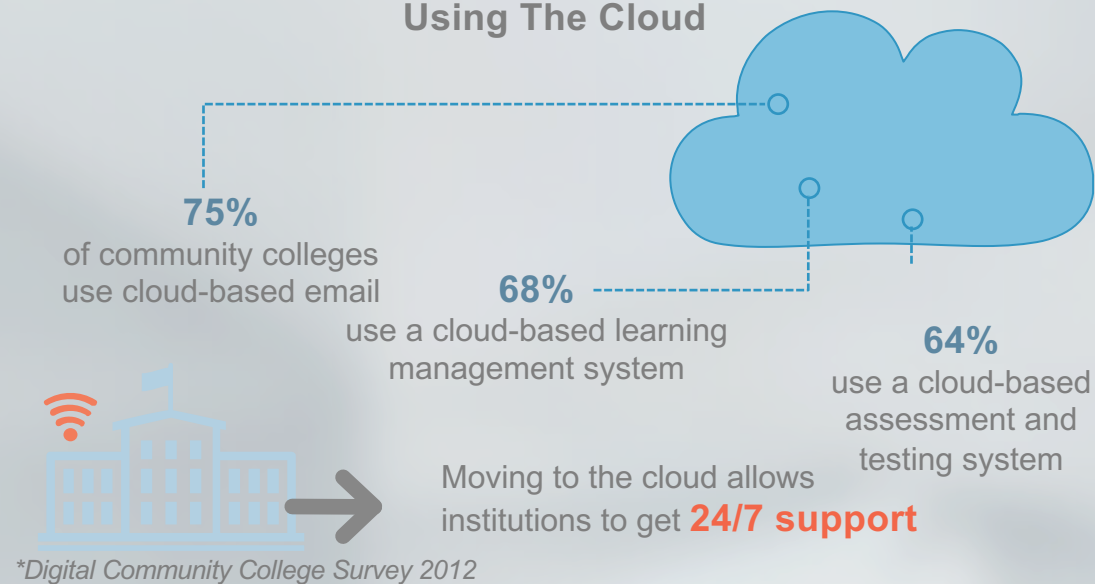 Using The Cloud
75%
of community colleges
use cloud-based email
68%
use a cloud-based learning
management system
64%
use a cloud-based
assessment and
testing system
Moving to the cloud allows
institutions to get 24/7 support
*Digital Community College Survey 2012